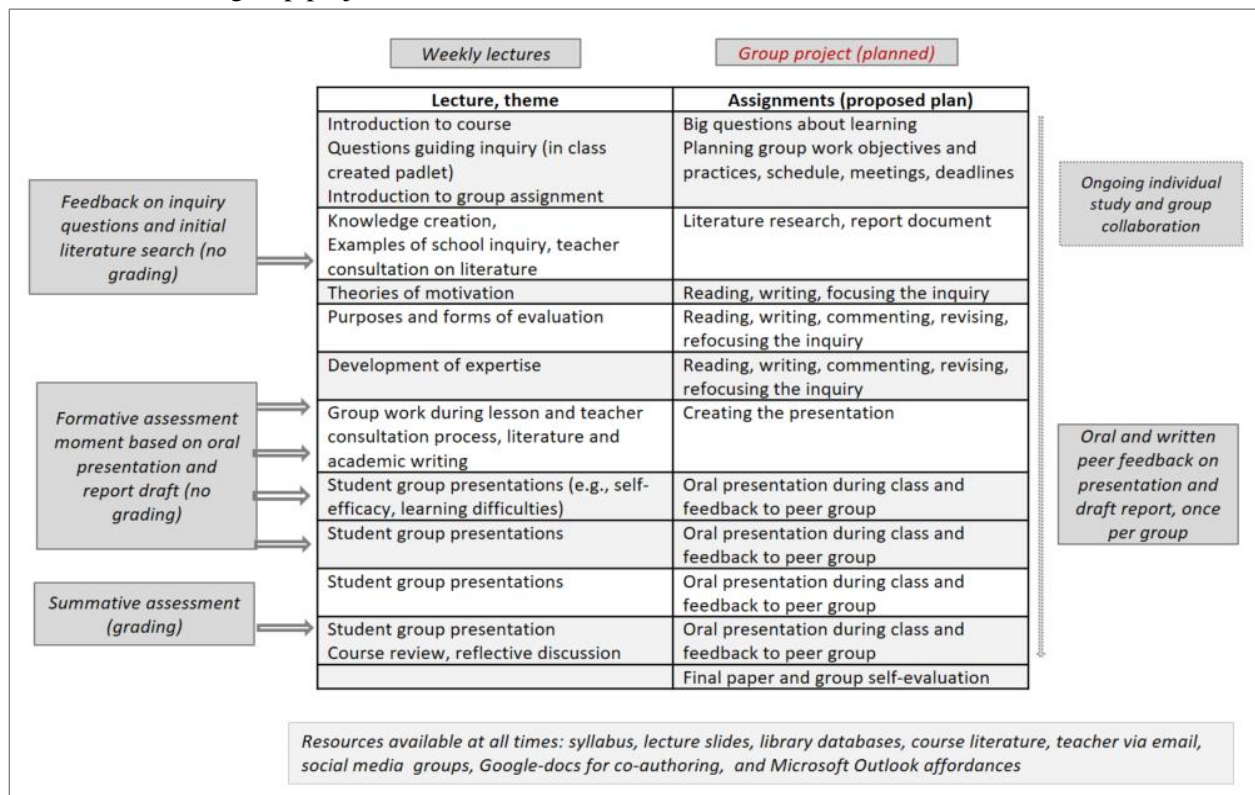 Weekly lectures
Group project (planned)
Lecture, theme
Assignments (proposed plan)
Introduction to course
Questions guiding inquiry (in class
created padlet)
Introduction to group assignment
Big questions about learning
Planning group work objectives and
practices, schedule, meetings, deadlines
Knowledge creation,
Examples of school inquiry, teacher
consultation on literature
Literature research, report document
Theories of motivation
Reading, writing, focusing the inquiry
Purposes and forms of evaluation
Reading, writing, commenting, revising,
refocusing the inquiry
Development of expertise
Reading, writing, commenting, revising,
refocusing the inquiry
Group work during lesson and teacher
consultation process, literature and
academic writing
Creating the presentation
Student group presentations (e.g., self-
efficacy, learning difficulties)
Oral presentation during class and
feedback to peer group
Student group presentations
Oral presentation during class and
feedback to peer group
Student group presentations
Oral presentation during class and
feedback to peer group
Student group presentation
Course review, reflective discussion
Oral presentation during class and
feedback to peer group
Final paper and group self-evaluation
Feedback on inquiry
questions and initial
literature search (no
grading)
Formative assessment
moment based on oral
presentation and
report draft (no
grading)
Summative assessment
(grading)
Ongoing individual
study and group
collaboration
Oral and written
peer feedback on
presentation and
draft report, once
per group
Resources available at all times: syllabus, lecture slides, library databases, course literature, teacher via email,
social media groups, Google-docs for co-authoring, and Microsoft Outlook affordances